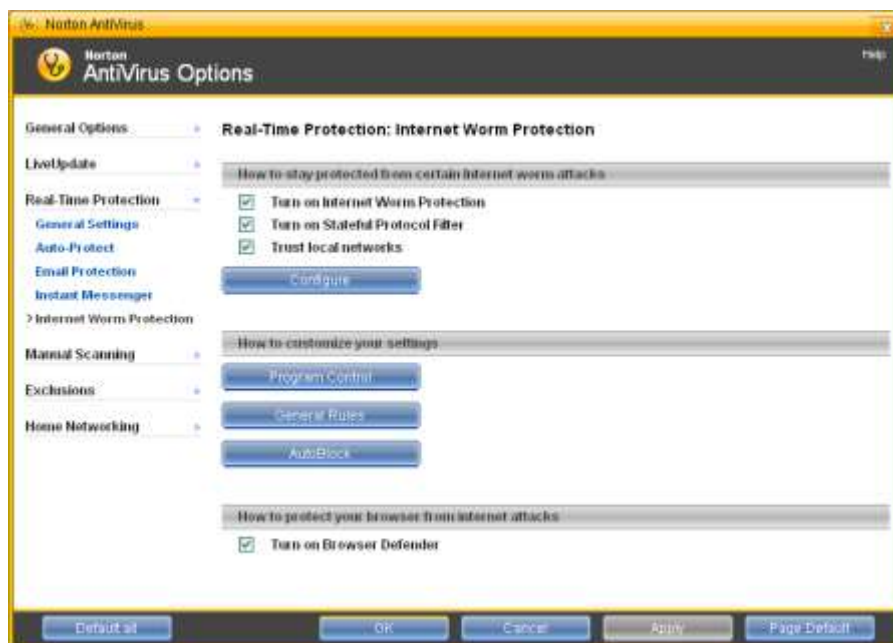 Norton AntiVirus
Norton
AntiVirus Options
Help
General Options
LiveUpdate
Real-Time Protection
General Settings
Auto-Protect
Email Protection
Instant Messenger
Internet Worm Protection
Manual Scanning
Exclusions
Home Networking
Real-Time Protection: Internet Worm Protection
How to stay protected from certain Internet worm attacks
Turn on Internet Worm Protection
Turn on Stateful Protocol Filter
Trust local networks
Configure
How to customize your settings
Program Control
General Rules
AutoBlock
How to protect your browser from internet attacks
Turn on Browser Defender
Default all
OK
Cancel
Apply
Page Default